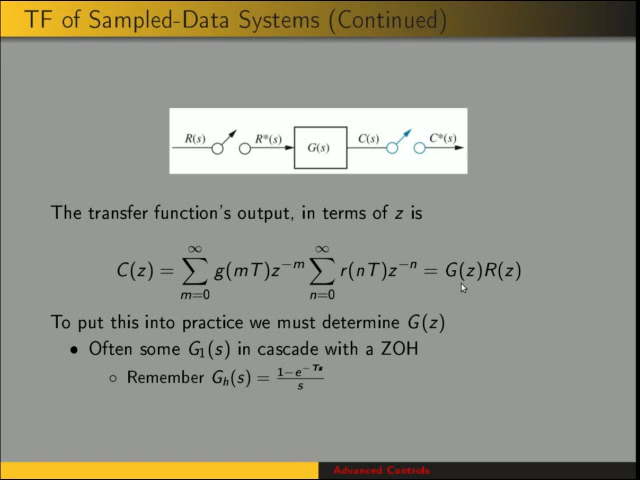 TF of Sampled-Data Systems (Continued)
R(s) R*(s) G(s) C(s) C*(s)
The transfer function's output, in terms of z is
C(z) = ∑_{m=0}^{∞} g(mT)z^{−m} ∑_{n=0}^{∞} r(nT)z^{−n} = G(z)R(z)
To put this into practice we must determine G(z)
• Often some G₁(s) in cascade with a ZOH
○ Remember G_h(s) = \frac{1−e^{−Ts}}{s}
Advanced Controls